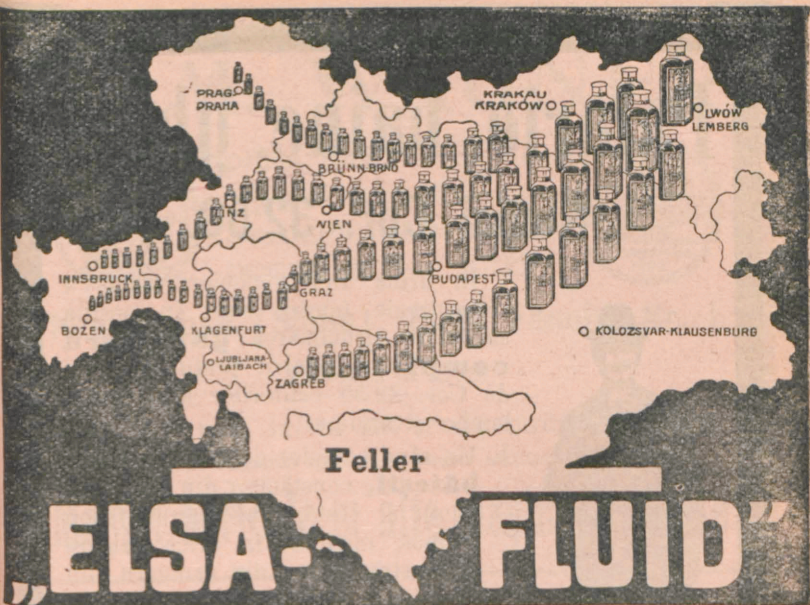 PRAG
PRAHA
KRAKAU
KRAKÓW
LWÓW
LEMBERG
BRÜNN BRNO
LINZ
WIEN
INNSBRUCK
GRAZ
BUDAPEST
BOZEN
KLAGENFURT
KOLOZSVAR-KLAUSENBURG
LJUBLJANA-
LAIBACH
ZAGREB
Feller
„ELSA-FLUID”